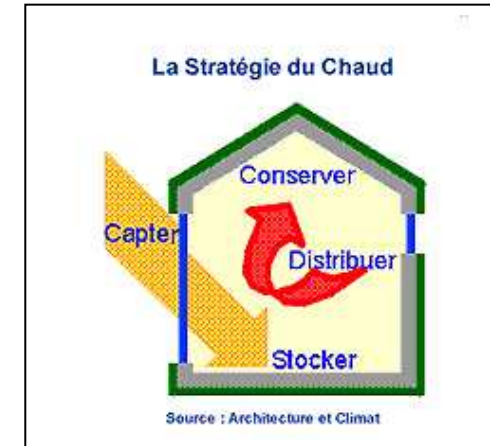 La Stratégie du Chaud
Conserver
Capter
Distribuer
Stocker
Source : Architecture et Climat